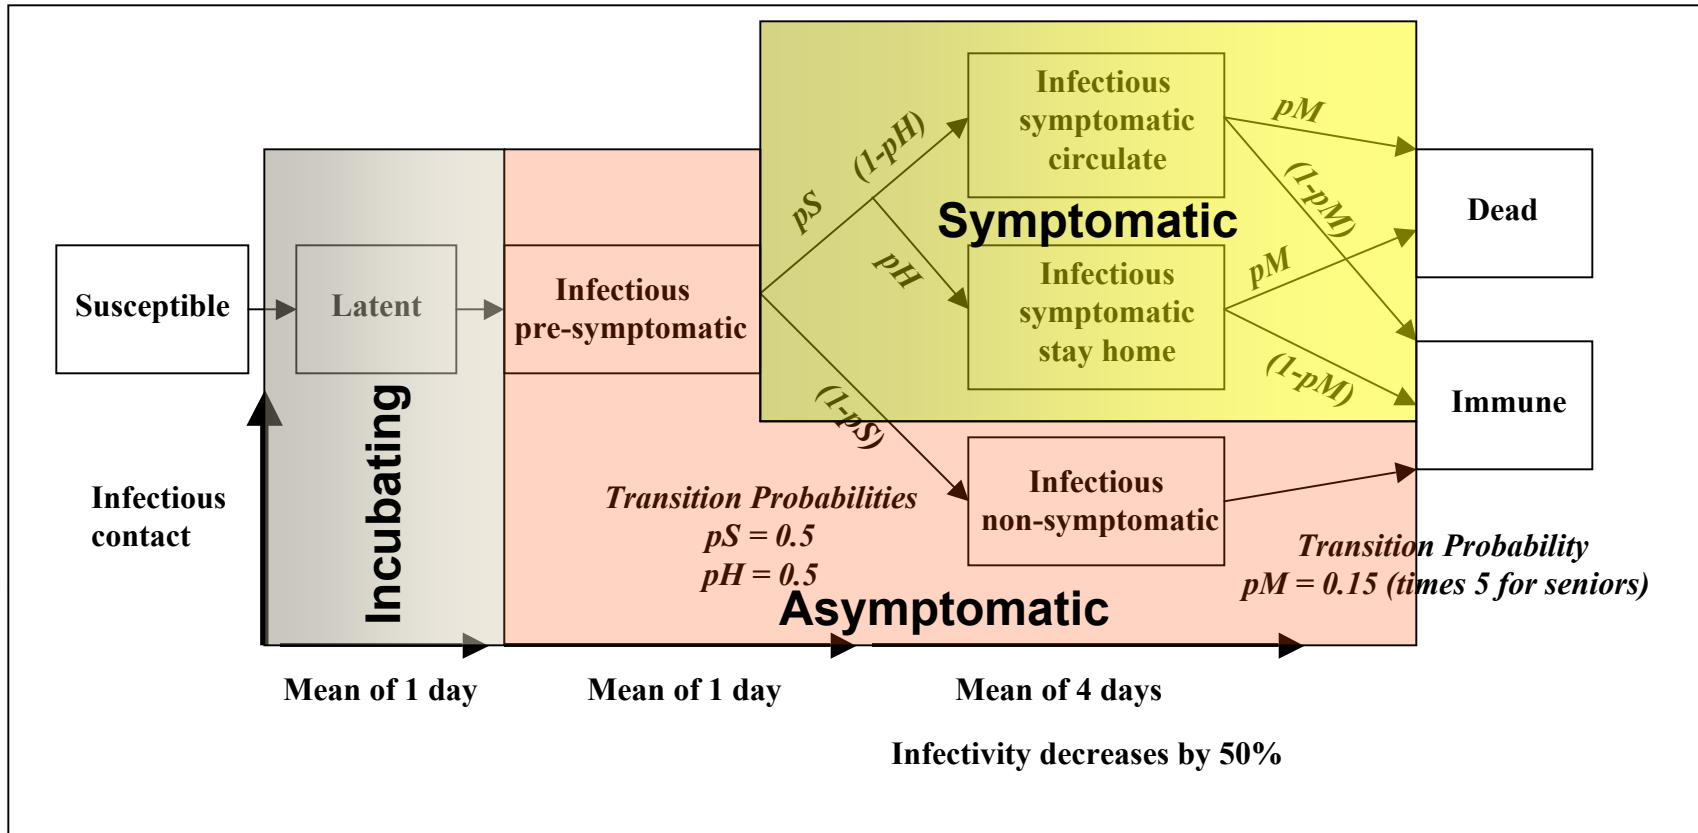 Susceptible
Infectious
contact
Latent
Incubating
Infectious
pre-symptomatic
pS
(1-pH)
pH
(1-pS)
Infectious
symptomatic
circulate
Symptomatic
Infectious
symptomatic
stay home
Infectious
non-symptomatic
pM
(1-pM)
pM
(1-pM)
Dead
Immune
Transition Probabilities
pS = 0.5
pH = 0.5
Transition Probability
pM = 0.15 (times 5 for seniors)
Asymptomatic
Mean of 1 day
Mean of 1 day
Mean of 4 days
Infectivity decreases by 50%